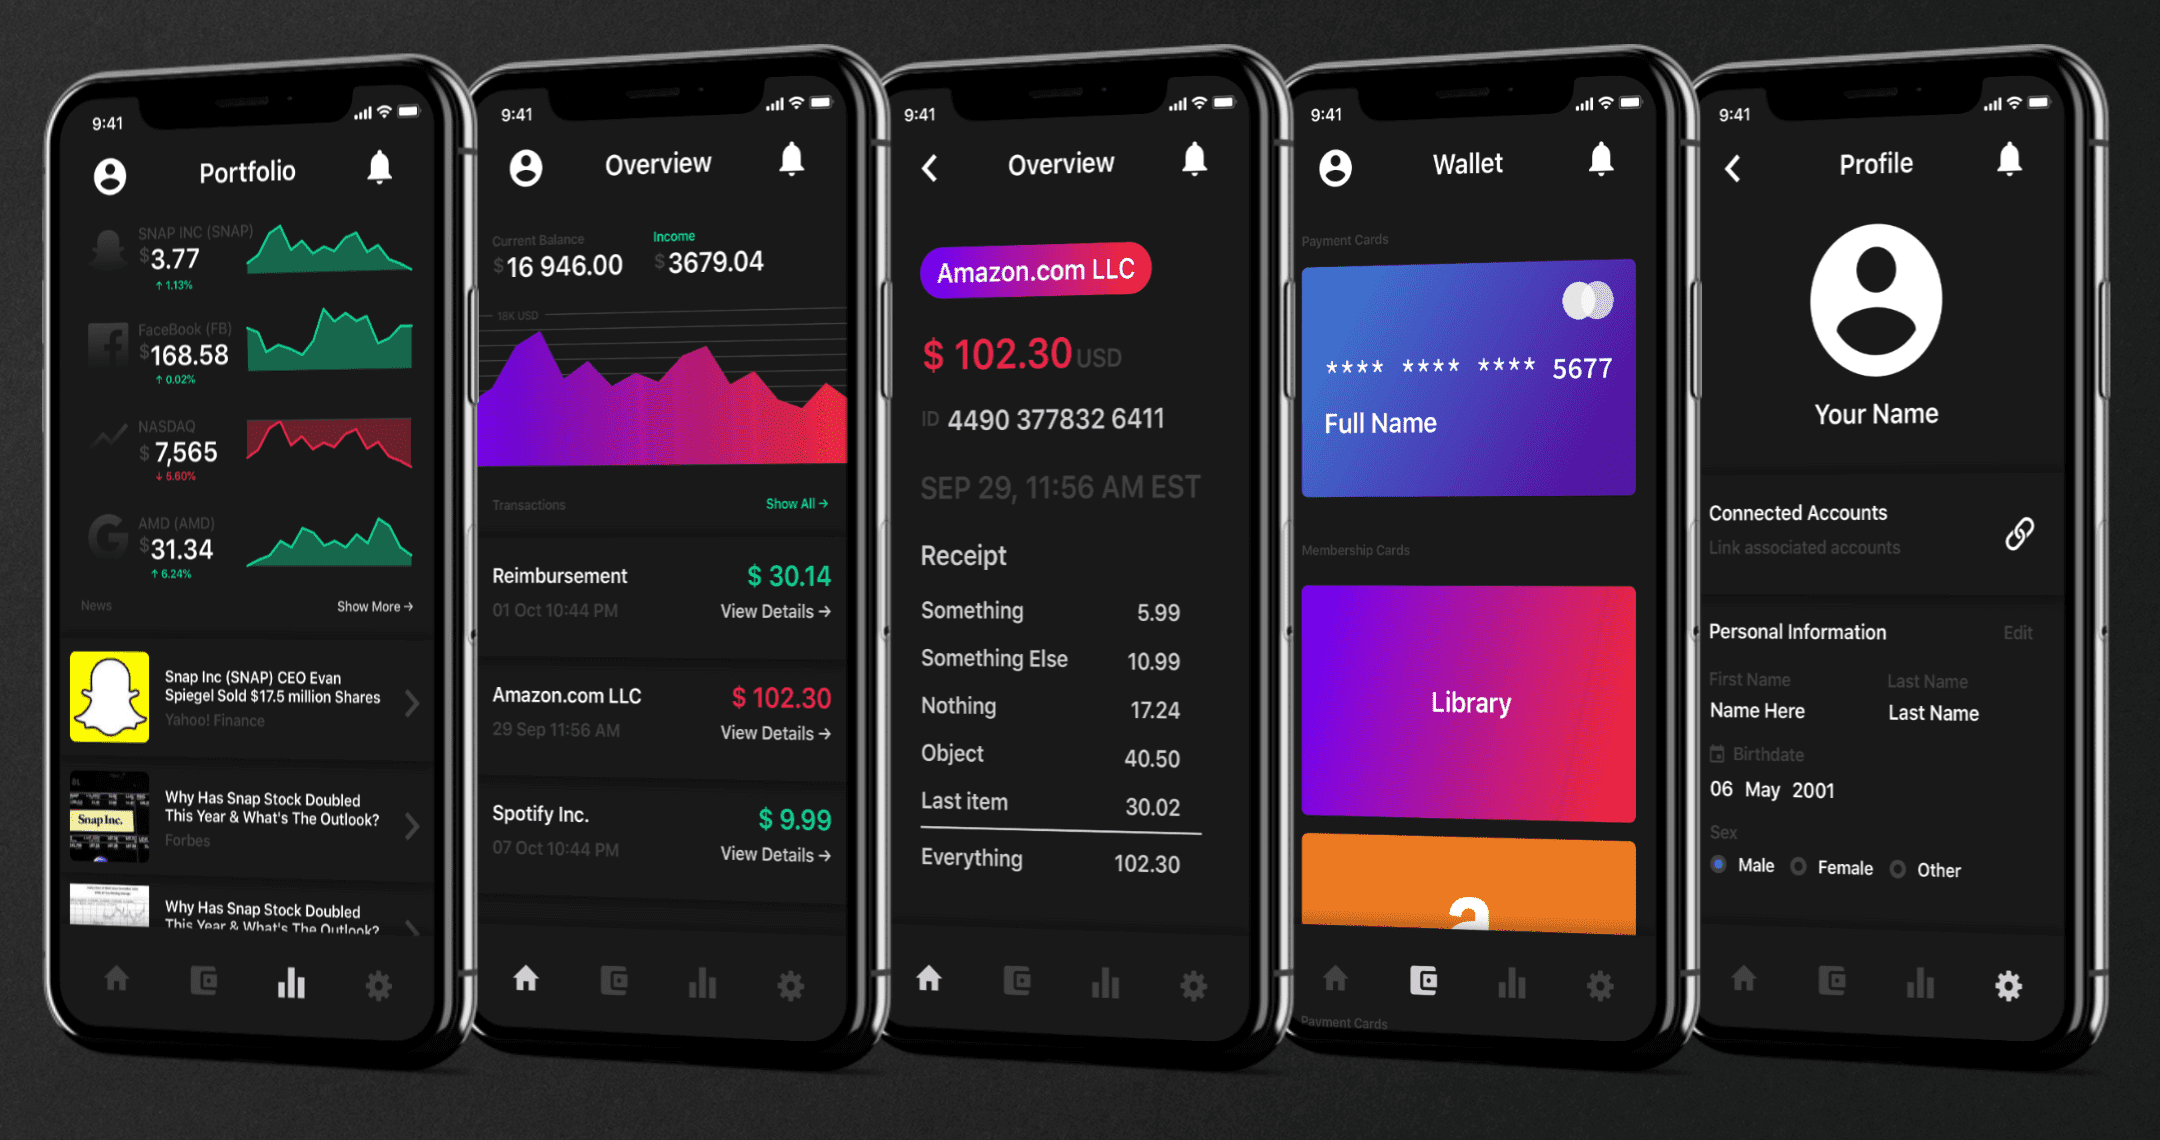 9:41
Portfolio
SNAP INC (SNAP)
$3.77
↑ 1.13%
FaceBook (FB)
$168.58
↑ 0.02%
NASDAQ
$ 7,565
↓ 6.60%
AMD (AMD)
$31.34
↑ 6.24%
News
Show More →
Snap Inc (SNAP) CEO Evan
Spiegel Sold $17.5 million Shares
Yahoo! Finance
Snap Inc.
Why Has Snap Stock Doubled
This Year & What's The Outlook?
Forbes
Why Has Snap Stock Doubled
This Year & What's The Outlook?
9:41
Overview
Current Balance
$16 946.00
Income
$3679.04
18K USD
Transactions
Show All →
Reimbursement
$ 30.14
01 Oct 10:44 PM
View Details →
Amazon.com LLC
$ 102.30
29 Sep 11:56 AM
View Details →
Spotify Inc.
$ 9.99
07 Oct 10:44 PM
View Details →
9:41
Overview
Amazon.com LLC
$ 102.30 USD
ID 4490 377832 6411
SEP 29, 11:56 AM EST
Receipt
Something 5.99
Something Else 10.99
Nothing 17.24
Object 40.50
Last item 30.02
Everything 102.30
9:41
Wallet
Payment Cards
**** **** **** 5677
Full Name
Membership Cards
Library
a
Payment Cards
9:41
Profile
Your Name
Connected Accounts
Link associated accounts
Personal Information
Edit
First Name
Last Name
Name Here
Last Name
Birthdate
06 May 2001
Sex
Male Female Other